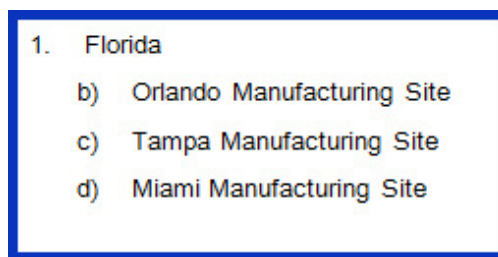 1. Florida
b) Orlando Manufacturing Site
c) Tampa Manufacturing Site
d) Miami Manufacturing Site